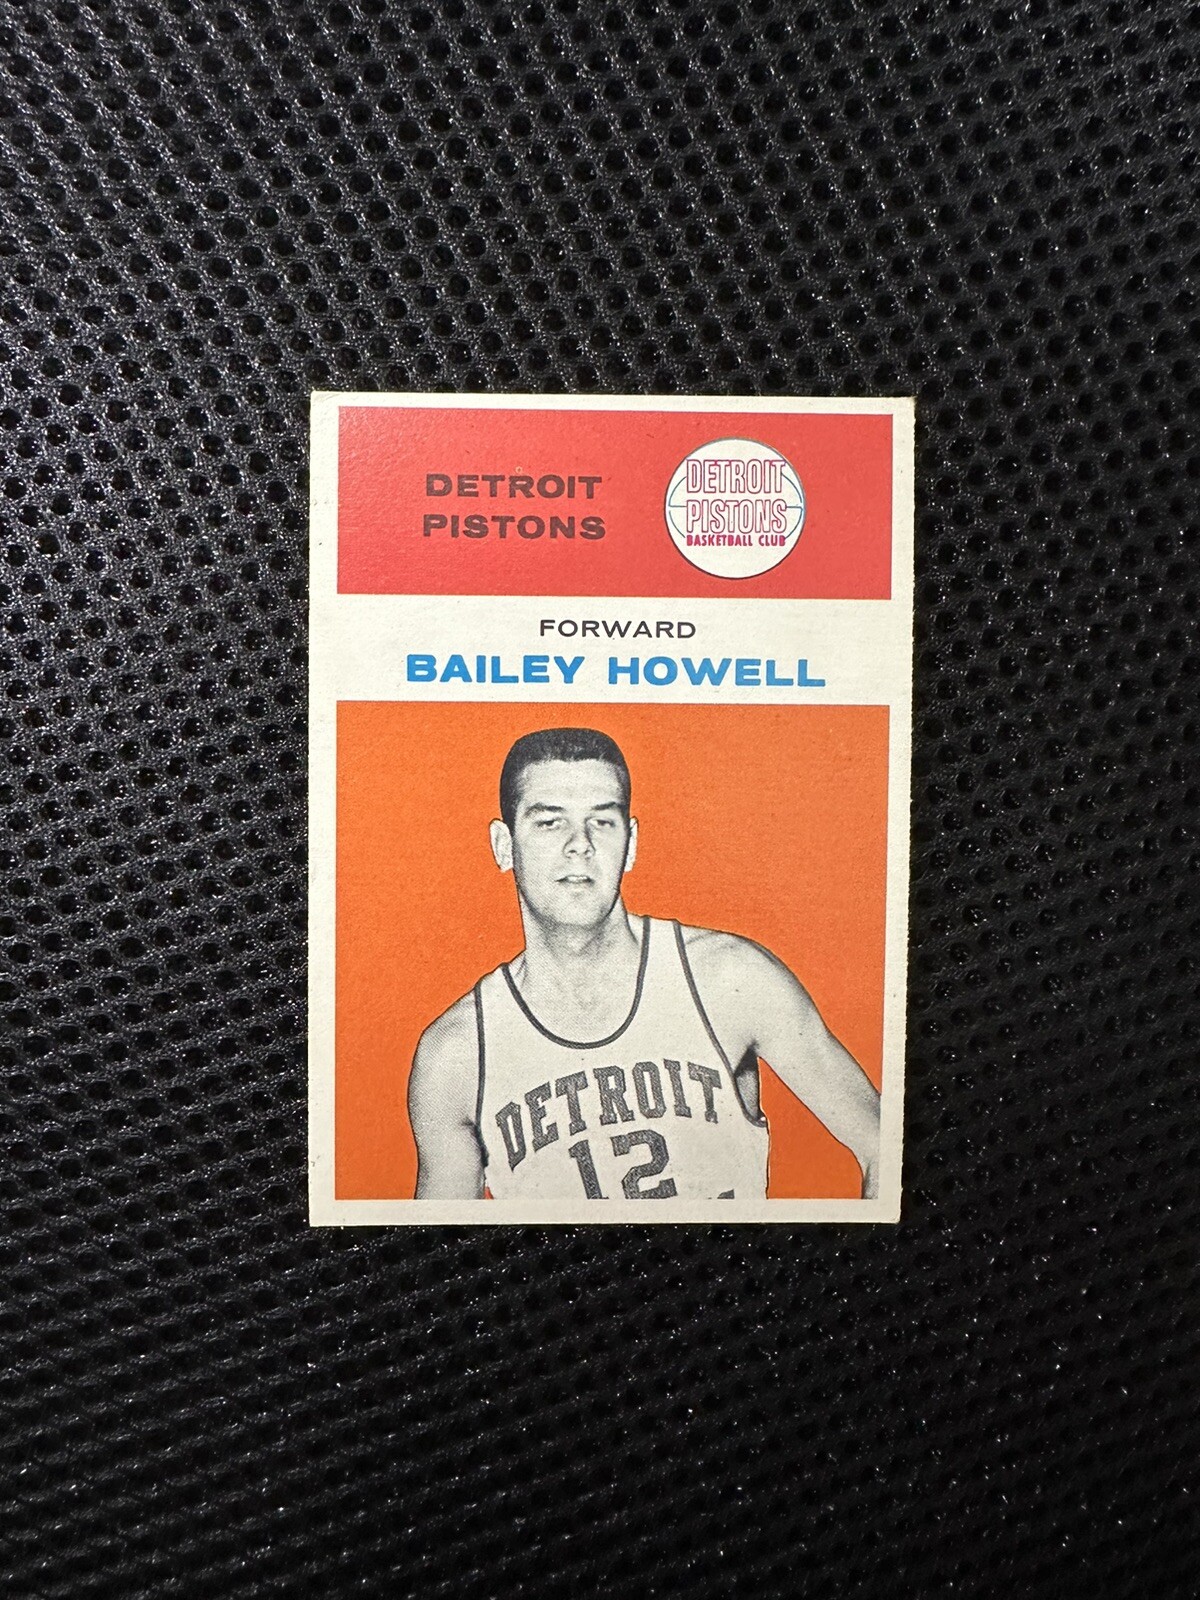 DETROIT
PISTONS
DETROIT
PISTONS
BASKETBALL CLUB
FORWARD
BAILEY HOWELL
DETROIT
12